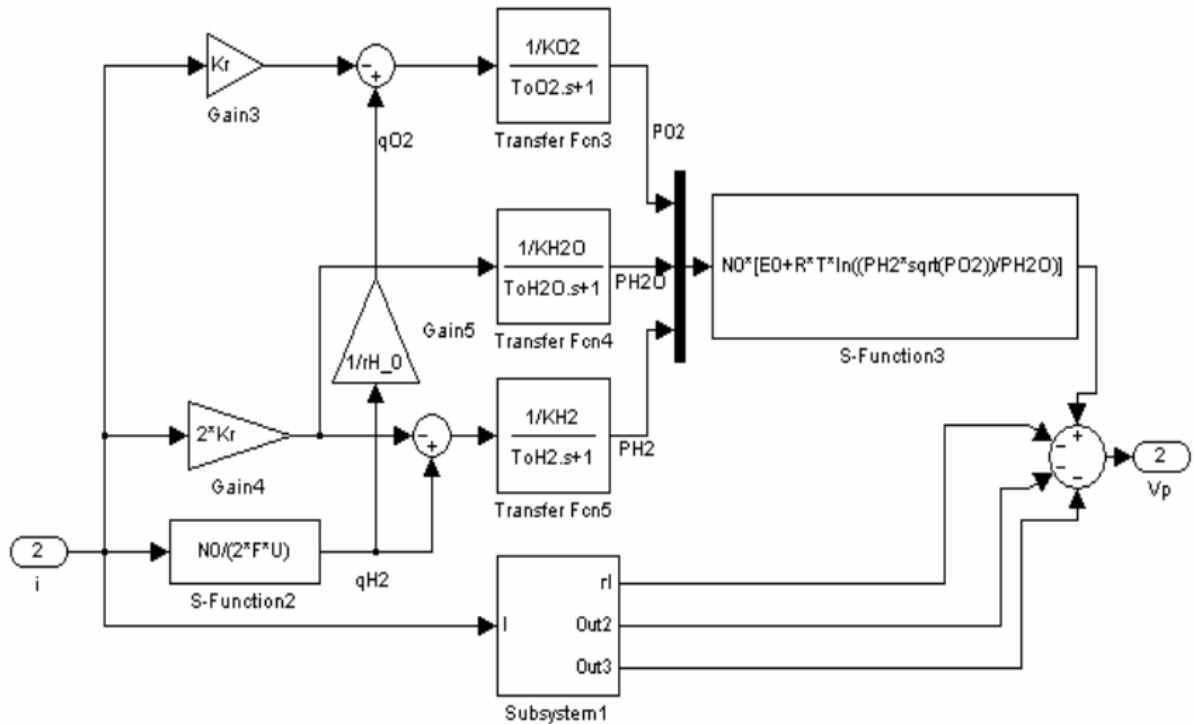 Kr
Gain3
-
+
qO2
1/KO2
ToO2.s+1
Transfer Fcn3
PO2
1/KH2O
ToH2O.s+1
PH2O
Transfer Fcn4
N0*[E0+R*T*ln((PH2*sqrt(PO2))/PH2O)]
S-Function3
Gain5
1/rH_0
2*Kr
Gain4
-
+
1/KH2
ToH2.s+1
PH2
Transfer Fcn5
+
-
-
-
2
Vp
2
i
N0/(2*F*U)
S-Function2
qH2
I
rI
Out2
Out3
Subsystem1